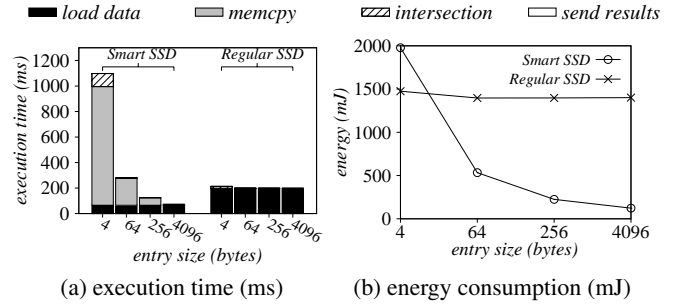 load data memcpy intersection send results
Smart SSD Regular SSD
execution time (ms)
1200
1000
800
600
400
200
0
4 64 256 4096 4 64 256 4096
entry size (bytes)
(a) execution time (ms)
energy (mJ)
2000
1500
1000
500
0
Smart SSD
Regular SSD
4 64 256 4096
entry size (bytes)
(b) energy consumption (mJ)